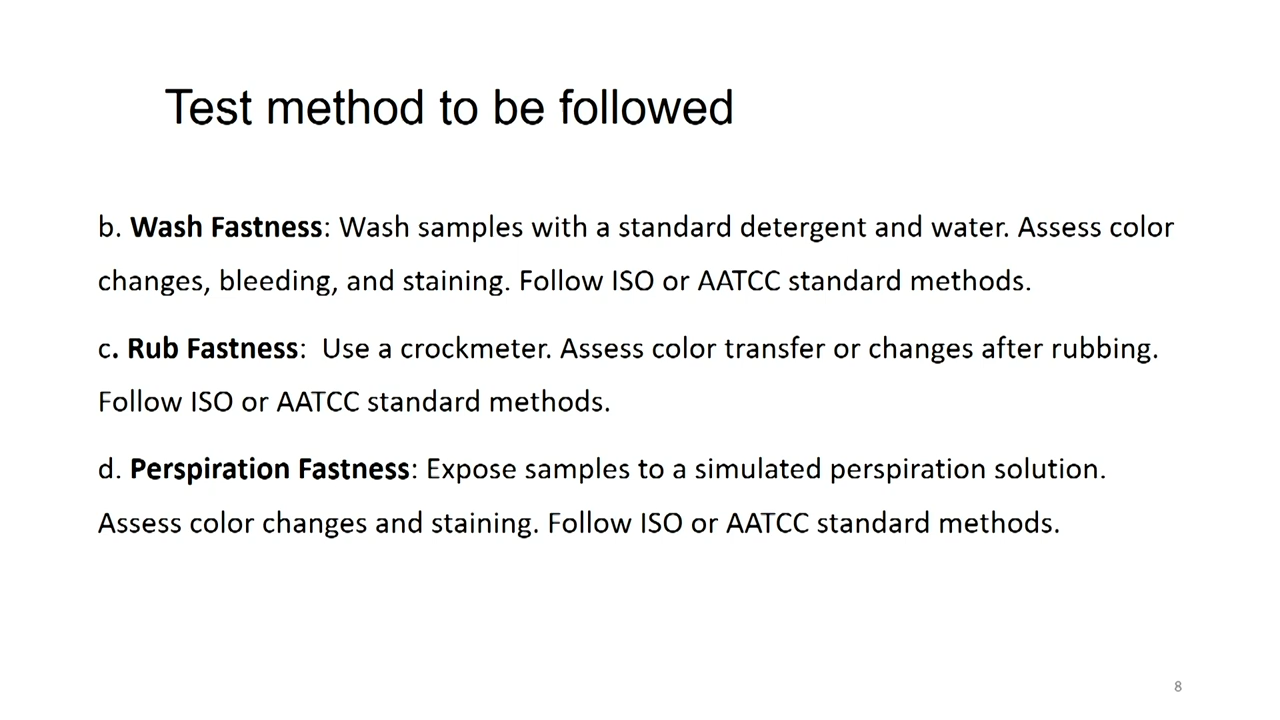 Test method to be followed
b. Wash Fastness: Wash samples with a standard detergent and water. Assess color
changes, bleeding, and staining. Follow ISO or AATCC standard methods.
c. Rub Fastness:  Use a crockmeter. Assess color transfer or changes after rubbing.
Follow ISO or AATCC standard methods.
d. Perspiration Fastness: Expose samples to a simulated perspiration solution.
Assess color changes and staining. Follow ISO or AATCC standard methods.
8